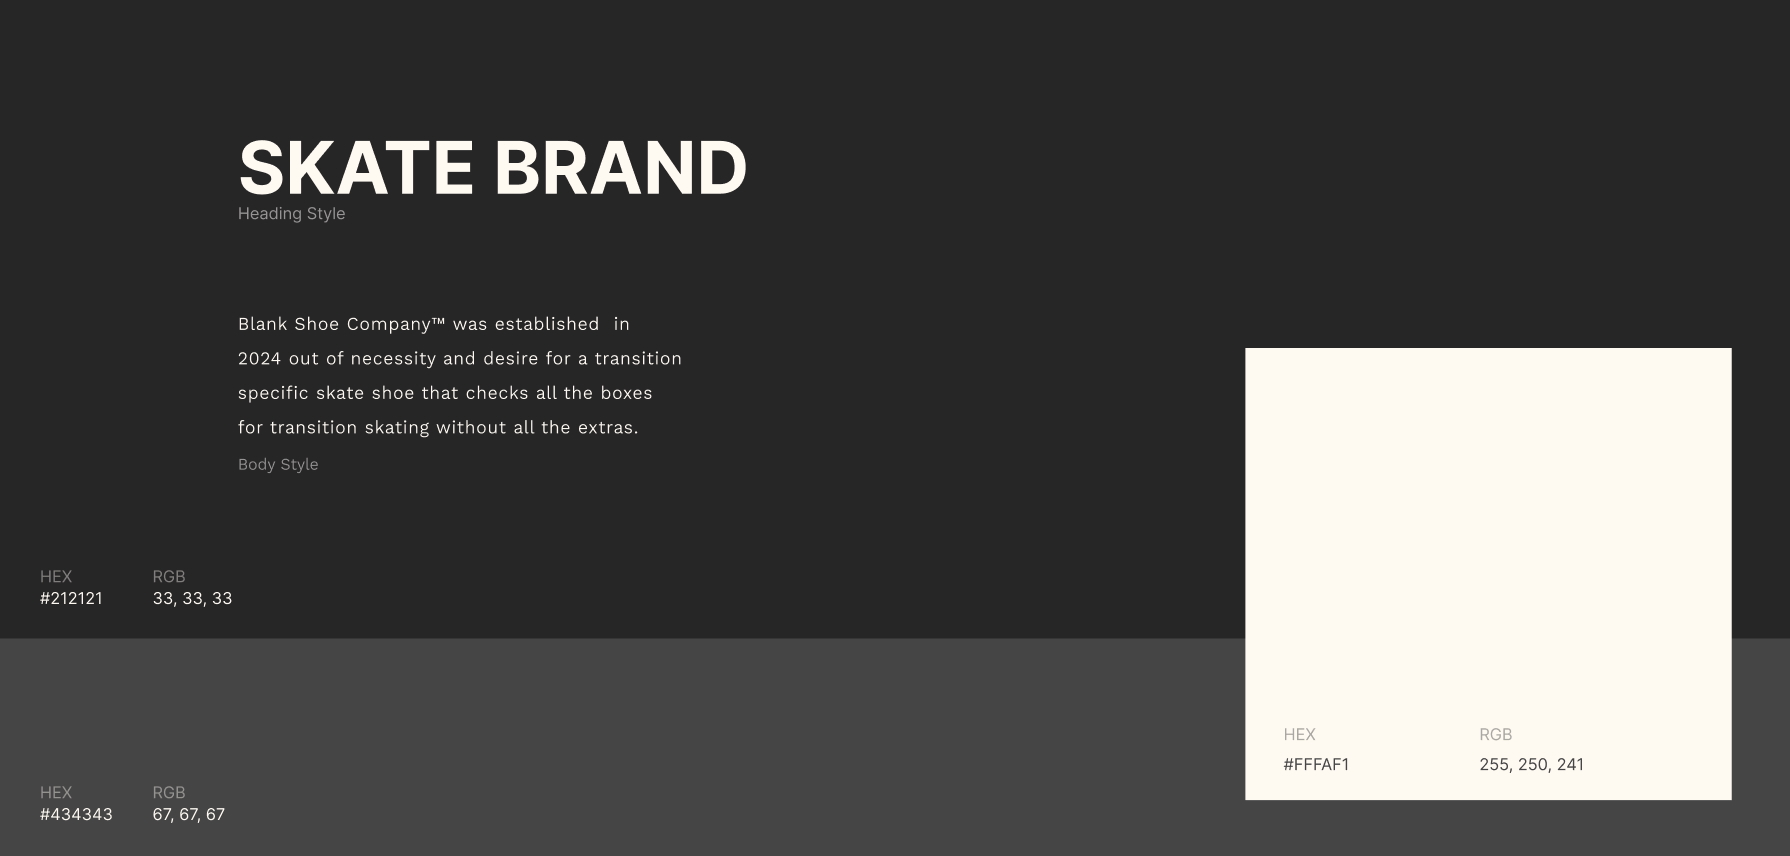 SKATE BRAND
Heading Style
Blank Shoe Company™ was established  in
2024 out of necessity and desire for a transition
specific skate shoe that checks all the boxes
for transition skating without all the extras.
Body Style
HEX RGB
#212121 33, 33, 33
HEX RGB
#FFFAF1 255, 250, 241
HEX RGB
#434343 67, 67, 67